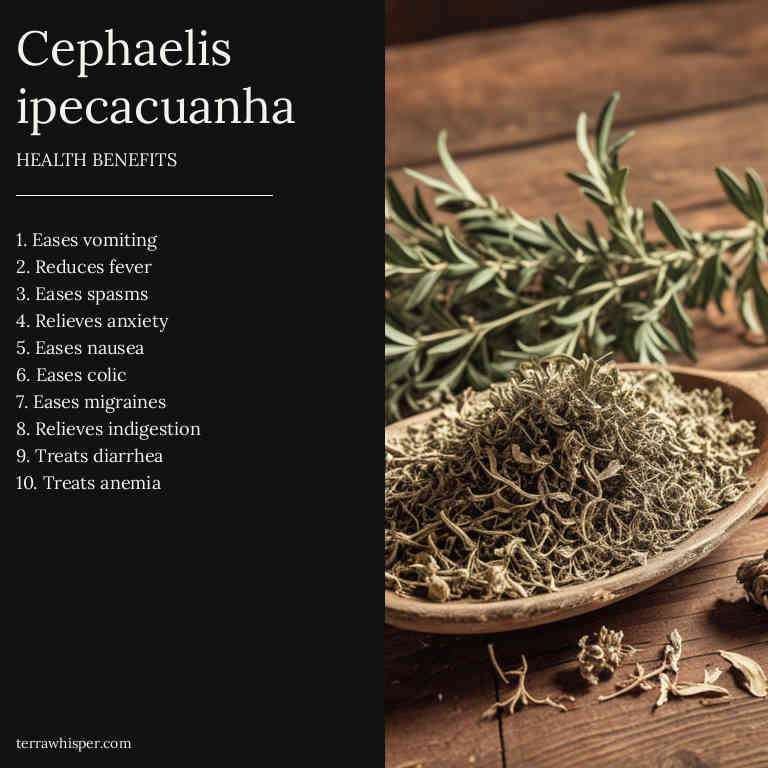 Cephaelis
ipecacuanha
HEALTH BENEFITS
1. Eases vomiting
2. Reduces fever
3. Eases spasms
4. Relieves anxiety
5. Eases nausea
6. Eases colic
7. Eases migraines
8. Relieves indigestion
9. Treats diarrhea
10. Treats anemia
terrawhisper.com